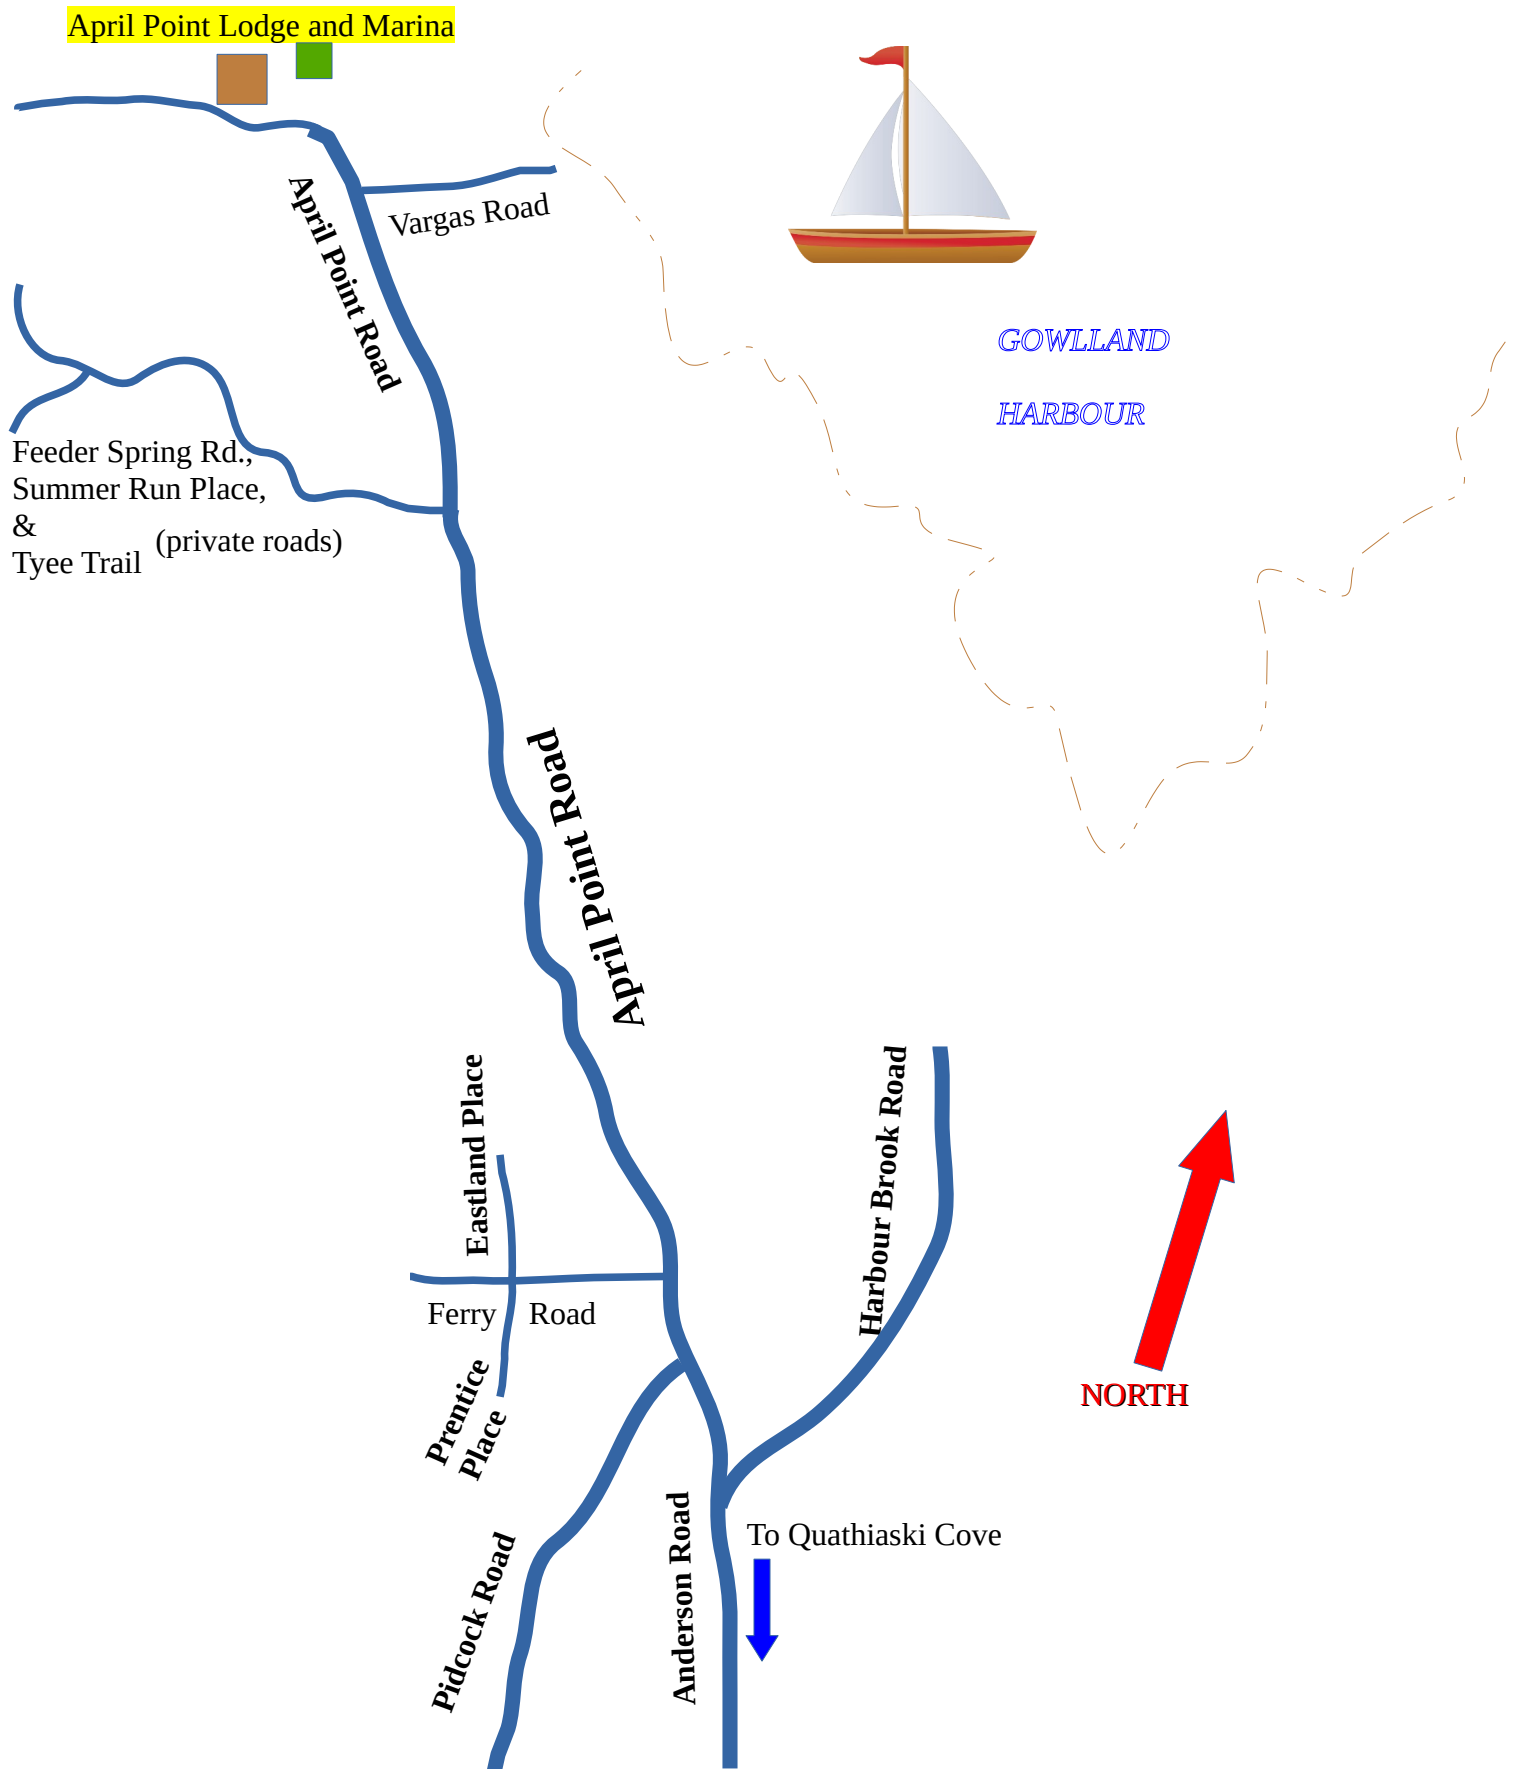 April Point Lodge and Marina
April Point Road
Vargas Road
GOWLLAND
HARBOUR
Feeder Spring Rd.,
Summer Run Place,
&
Tyee Trail
(private roads)
April Point Road
Eastland Place
Harbour Brook Road
Ferry Road
Prentice
Place
NORTH
Anderson Road
To Quathiaski Cove
Pidcock Road